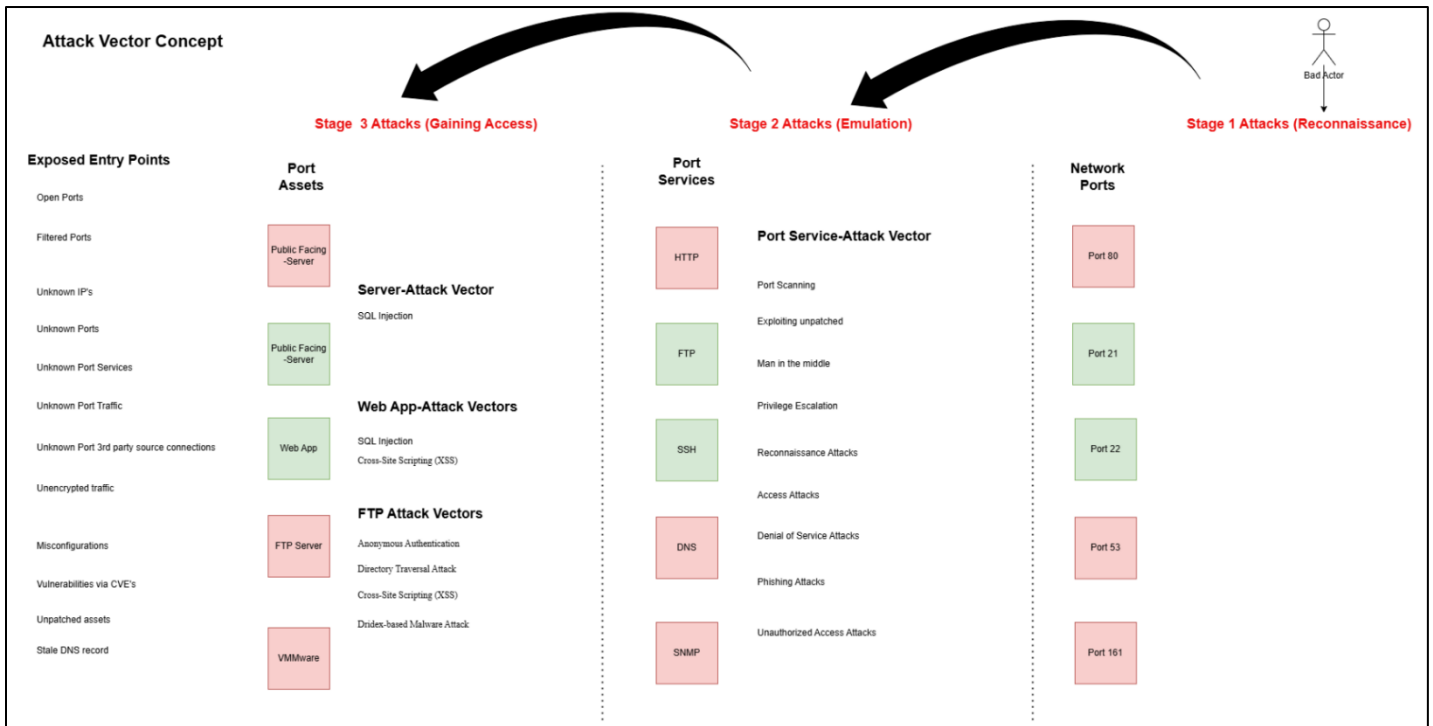 Attack Vector Concept
Bad Actor
Stage 3 Attacks (Gaining Access)
Stage 2 Attacks (Emulation)
Stage 1 Attacks (Reconnaissance)
Exposed Entry Points
Open Ports
Filtered Ports
Unknown IP's
Unknown Ports
Unknown Port Services
Unknown Port Traffic
Unknown Port 3rd party source connections
Unencrypted traffic
Misconfigurations
Vulnerabilities via CVE's
Unpatched assets
Stale DNS record
Port
Assets
Public Facing
-Server
Public Facing
-Server
Web App
FTP Server
VMMware
Server-Attack Vector
SQL Injection
Web App-Attack Vectors
SQL Injection
Cross-Site Scripting (XSS)
FTP Attack Vectors
Anonymous Authentication
Directory Traversal Attack
Cross-Site Scripting (XSS)
Dridex-based Malware Attack
Port
Services
HTTP
FTP
SSH
DNS
SNMP
Port Service-Attack Vector
Port Scanning
Exploiting unpatched
Man in the middle
Privilege Escalation
Reconnaissance Attacks
Access Attacks
Denial of Service Attacks
Phishing Attacks
Unauthorized Access Attacks
Network
Ports
Port 80
Port 21
Port 22
Port 53
Port 161